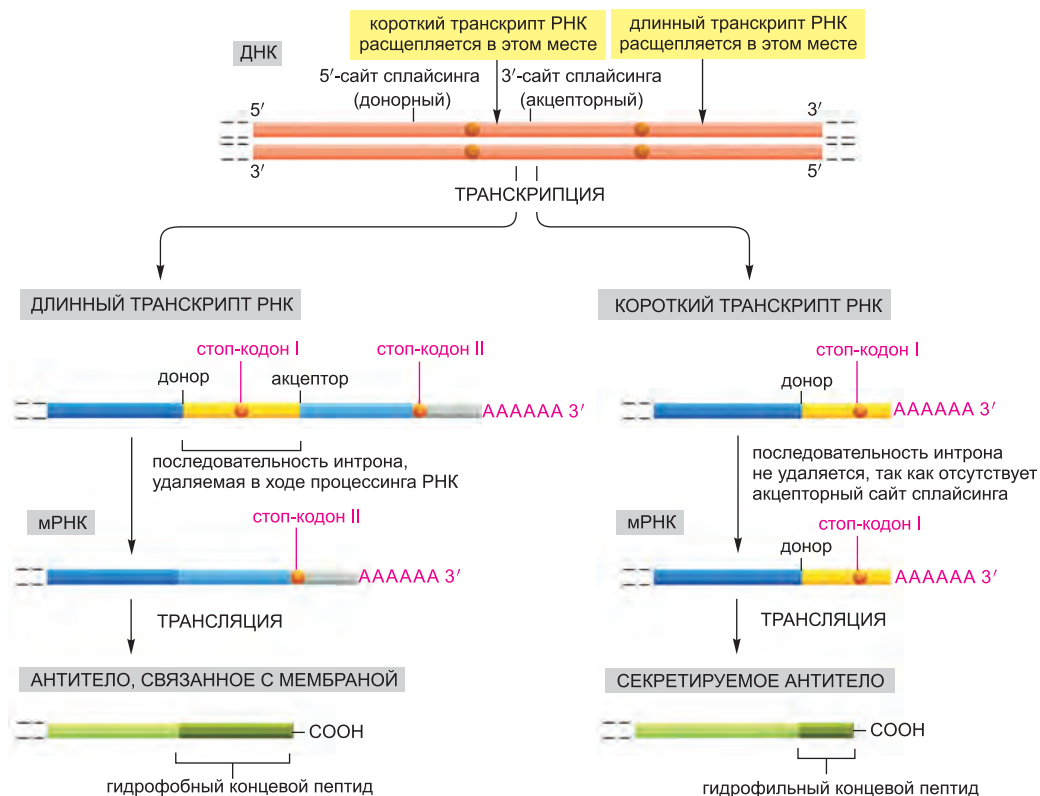 короткий транскрипт РНК
расщепляется в этом месте
длинный транскрипт РНК
расщепляется в этом месте
ДНК
5′-сайт сплайсинга
(донорный)
3′-сайт сплайсинга
(акцепторный)
5′
3′
3′
5′
ТРАНСКРИПЦИЯ
ДЛИННЫЙ ТРАНСКРИПТ РНК
стоп-кодон I
стоп-кодон II
донор
акцептор
АААААА 3′
последовательность интрона,
удаляемая в ходе процессинга РНК
мРНК
стоп-кодон II
АААААА 3′
ТРАНСЛЯЦИЯ
АНТИТЕЛО, СВЯЗАННОЕ С МЕМБРАНОЙ
COOH
гидрофобный концевой пептид
КОРОТКИЙ ТРАНСКРИПТ РНК
стоп-кодон I
донор
АААААА 3′
последовательность интрона
не удаляется, так как отсутствует
акцепторный сайт сплайсинга
мРНК
стоп-кодон I
донор
АААААА 3′
ТРАНСЛЯЦИЯ
СЕКРЕТИРУЕМОЕ АНТИТЕЛО
COOH
гидрофильный концевой пептид